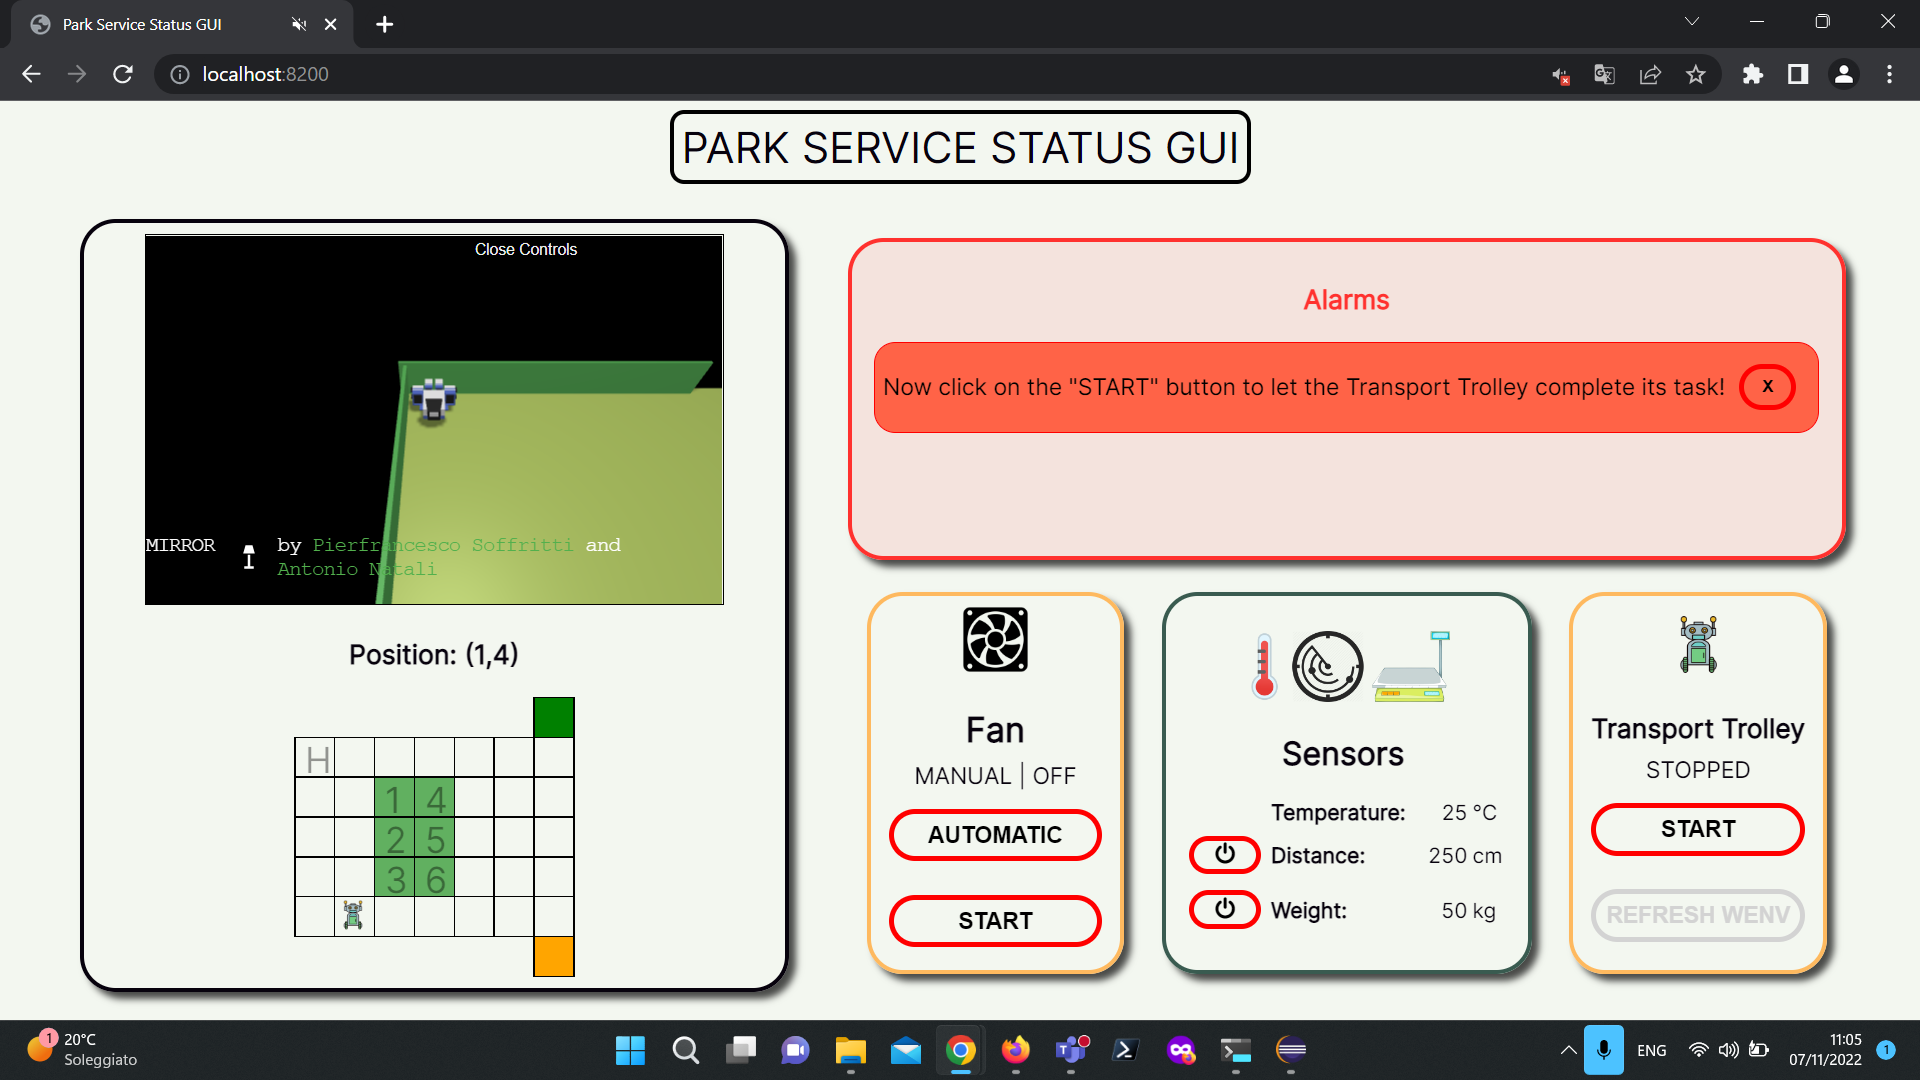 Park Service Status GUI
localhost:8200
PARK SERVICE STATUS GUI
Close Controls
MIRROR by Pierfrancesco Soffritti and
Antonio Natali
Position: (1,4)
H
1 4
2 5
3 6
Alarms
Now click on the "START" button to let the Transport Trolley complete its task! X
Fan
MANUAL | OFF
AUTOMATIC
START
Sensors
Temperature: 25 °C
Distance: 250 cm
Weight: 50 kg
Transport Trolley
STOPPED
START
REFRESH WENV
1
20°C
Soleggiato
ENG
11:05
07/11/2022
1